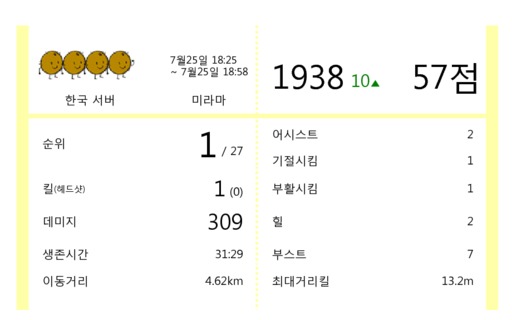 7월25일 18:25
~ 7월25일 18:58
한국 서버 미라마
1938 10▲ 57점
순위 1 / 27
킬(헤드샷) 1 (0)
데미지 309
생존시간 31:29
이동거리 4.62km
어시스트 2
기절시킴 1
부활시킴 1
힐 2
부스트 7
최대거리킬 13.2m